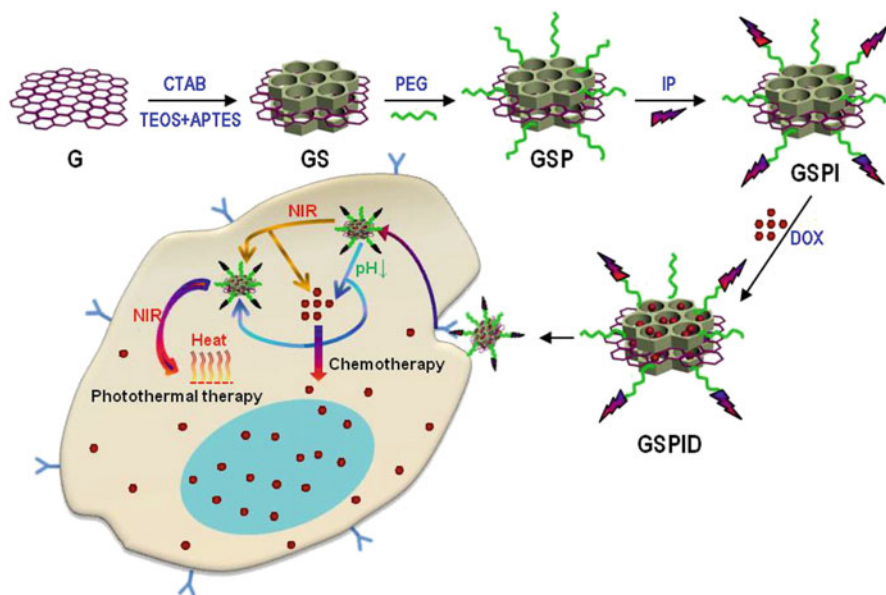 CTAB
TEOS+APTES
PEG
IP
G
GS
GSP
GSPI
DOX
NIR
pH↓
NIR
Heat
Chemotherapy
Photothermal therapy
GSPID